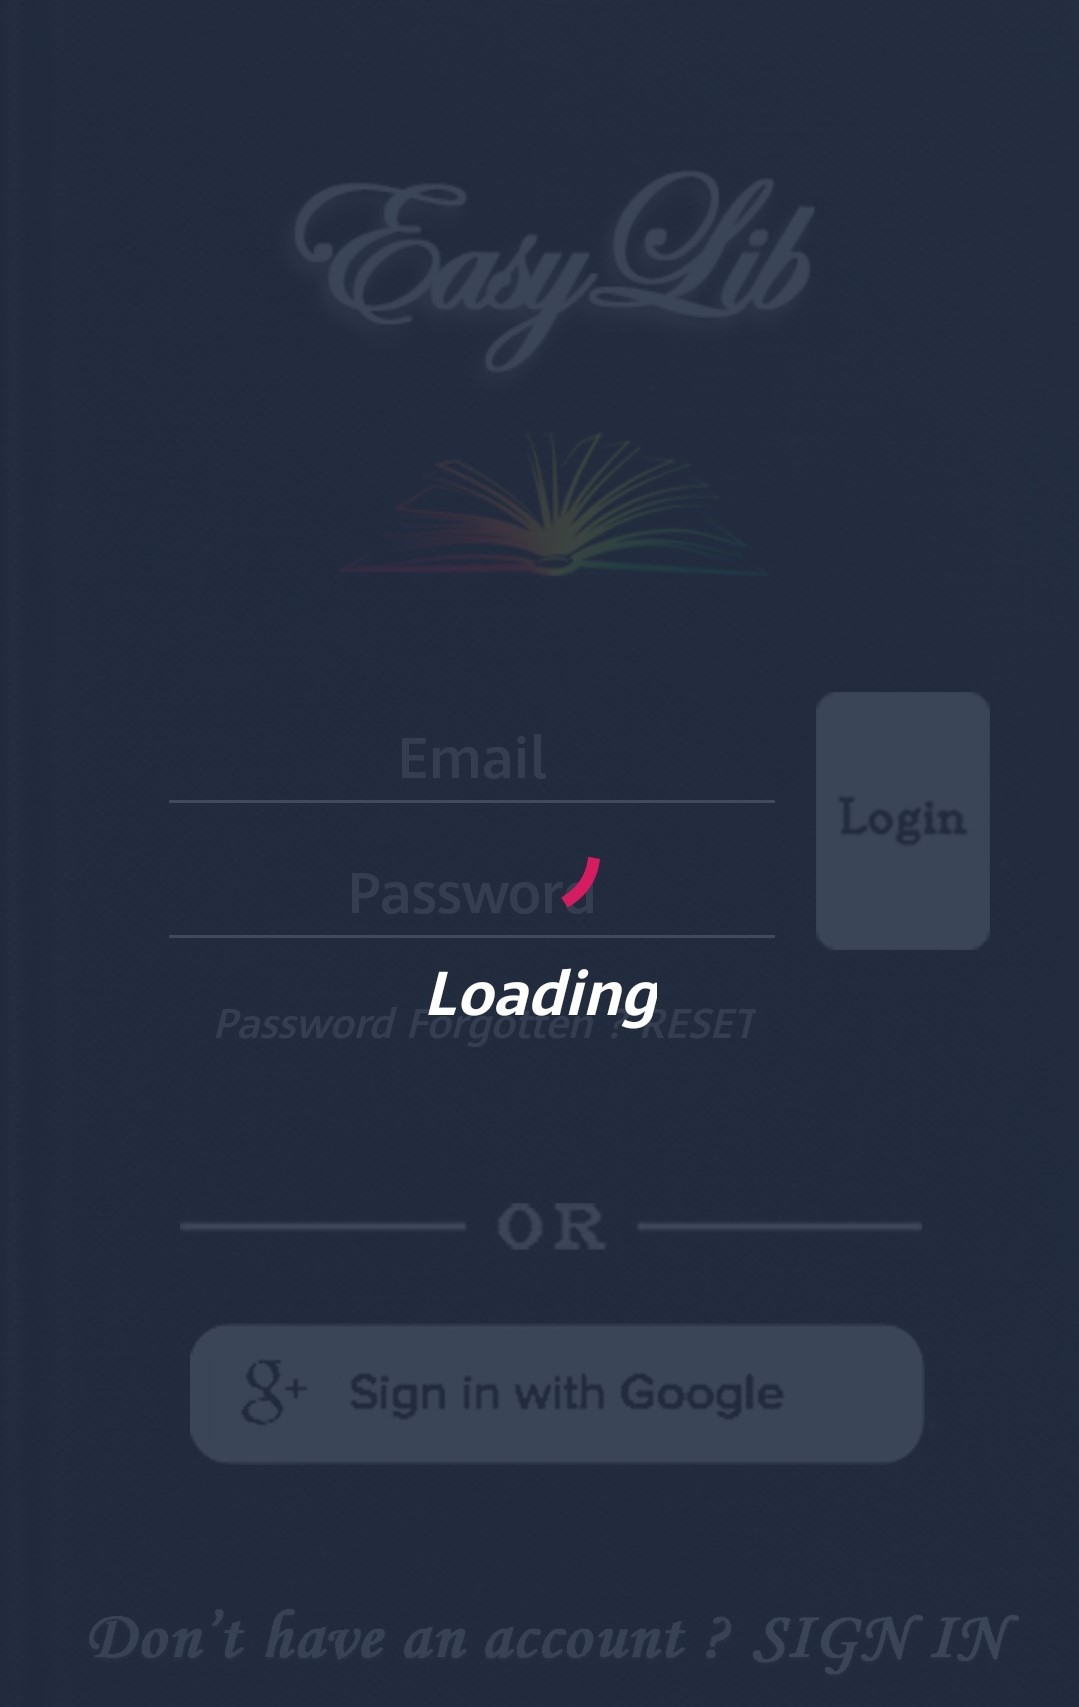 EasyLib
Email
Login
Password
Loading
Password Forgotten ? RESET
OR
g+ Sign in with Google
Don't have an account ? SIGN IN